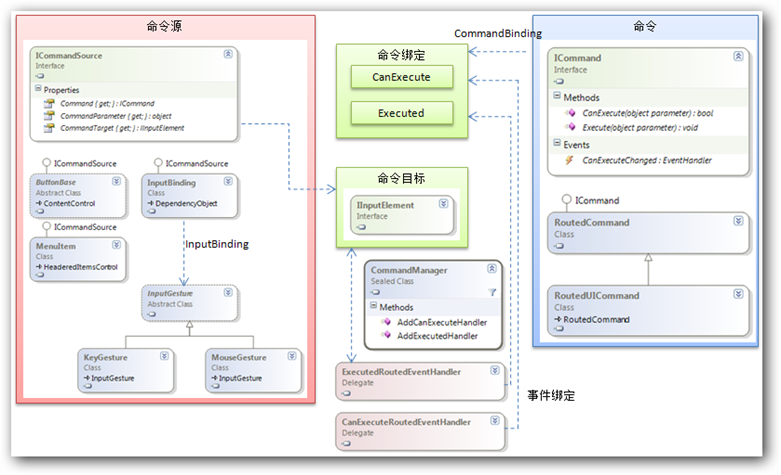 命令源
ICommandSource
Interface
Properties
Command { get; } : ICommand
CommandParameter { get; } : object
CommandTarget { get; } : IInputElement
ICommandSource
ICommandSource
ButtonBase
Abstract Class
ContentControl
InputBinding
Class
DependencyObject
ICommandSource
MenuItem
Class
HeaderedItemsControl
InputBinding
InputGesture
Abstract Class
KeyGesture
Class
InputGesture
MouseGesture
Class
InputGesture
命令绑定
CanExecute
Executed
命令目标
IInputElement
Interface
CommandManager
Sealed Class
Methods
AddCanExecuteHandler
AddExecutedHandler
ExecutedRoutedEventHandler
Delegate
CanExecuteRoutedEventHandler
Delegate
CommandBinding
事件绑定
命令
ICommand
Interface
Methods
CanExecute(object parameter) : bool
Execute(object parameter) : void
Events
CanExecuteChanged : EventHandler
ICommand
RoutedCommand
Class
RoutedUICommand
Class
RoutedCommand